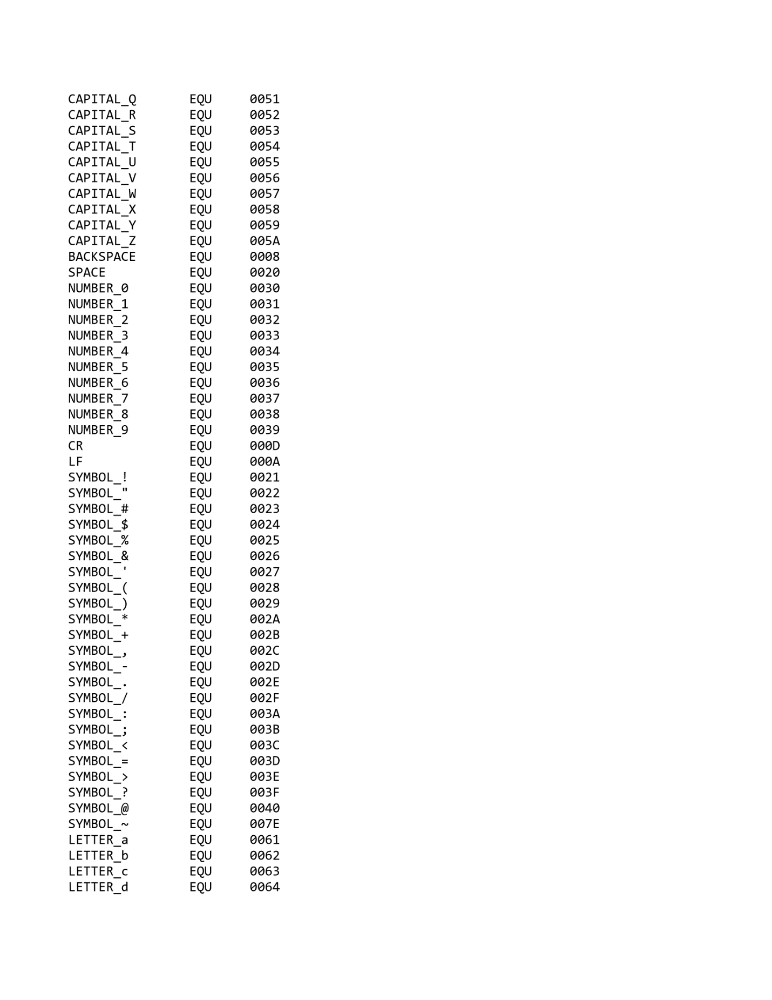 CAPITAL_Q        EQU     0051
CAPITAL_R        EQU     0052
CAPITAL_S        EQU     0053
CAPITAL_T        EQU     0054
CAPITAL_U        EQU     0055
CAPITAL_V        EQU     0056
CAPITAL_W        EQU     0057
CAPITAL_X        EQU     0058
CAPITAL_Y        EQU     0059
CAPITAL_Z        EQU     005A
BACKSPACE        EQU     0008
SPACE            EQU     0020
NUMBER_0         EQU     0030
NUMBER_1         EQU     0031
NUMBER_2         EQU     0032
NUMBER_3         EQU     0033
NUMBER_4         EQU     0034
NUMBER_5         EQU     0035
NUMBER_6         EQU     0036
NUMBER_7         EQU     0037
NUMBER_8         EQU     0038
NUMBER_9         EQU     0039
CR               EQU     000D
LF               EQU     000A
SYMBOL_!         EQU     0021
SYMBOL_"         EQU     0022
SYMBOL_#         EQU     0023
SYMBOL_$         EQU     0024
SYMBOL_%         EQU     0025
SYMBOL_&         EQU     0026
SYMBOL_'         EQU     0027
SYMBOL_(         EQU     0028
SYMBOL_)         EQU     0029
SYMBOL_*         EQU     002A
SYMBOL_+         EQU     002B
SYMBOL_,         EQU     002C
SYMBOL_-         EQU     002D
SYMBOL_.         EQU     002E
SYMBOL_/         EQU     002F
SYMBOL_:         EQU     003A
SYMBOL_;         EQU     003B
SYMBOL_<         EQU     003C
SYMBOL_=         EQU     003D
SYMBOL_>         EQU     003E
SYMBOL_?         EQU     003F
SYMBOL_@         EQU     0040
SYMBOL_~         EQU     007E
LETTER_a         EQU     0061
LETTER_b         EQU     0062
LETTER_c         EQU     0063
LETTER_d         EQU     0064